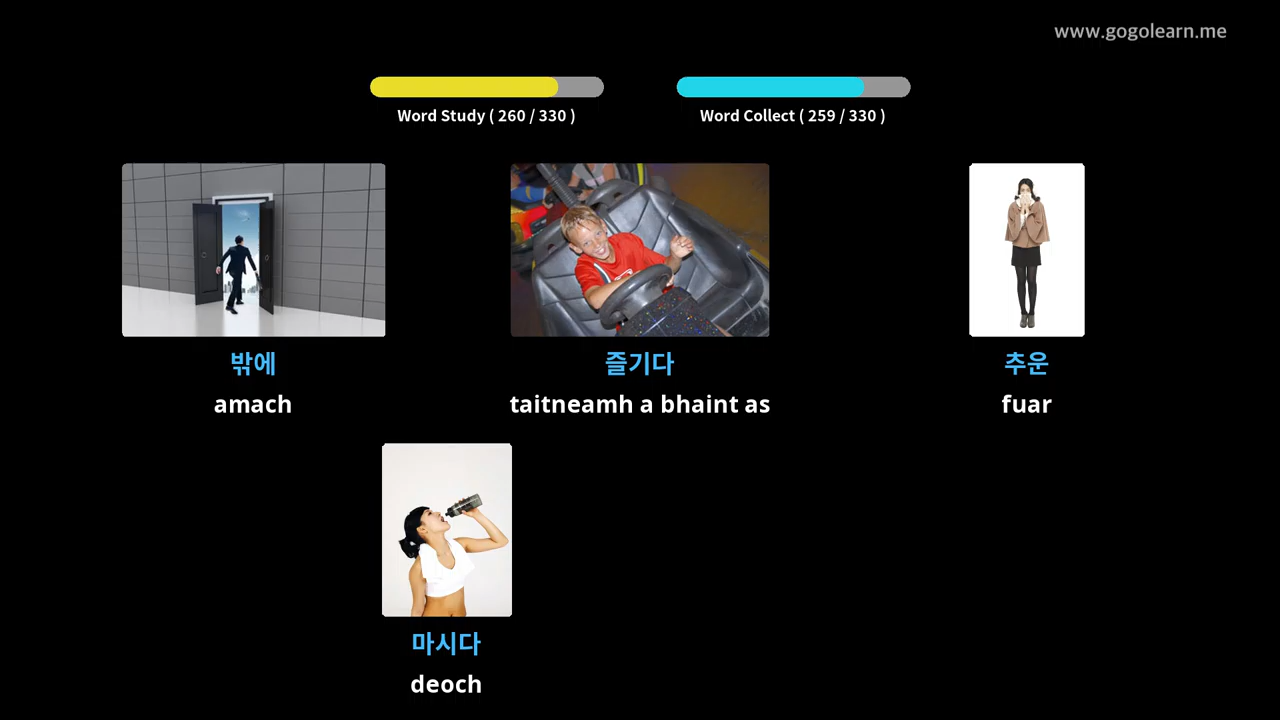 www.gogolearn.me
Word Study ( 260 / 330 )
Word Collect ( 259 / 330 )
밖에
즐기다
추운
amach
taitneamh a bhaint as
fuar
마시다
deoch